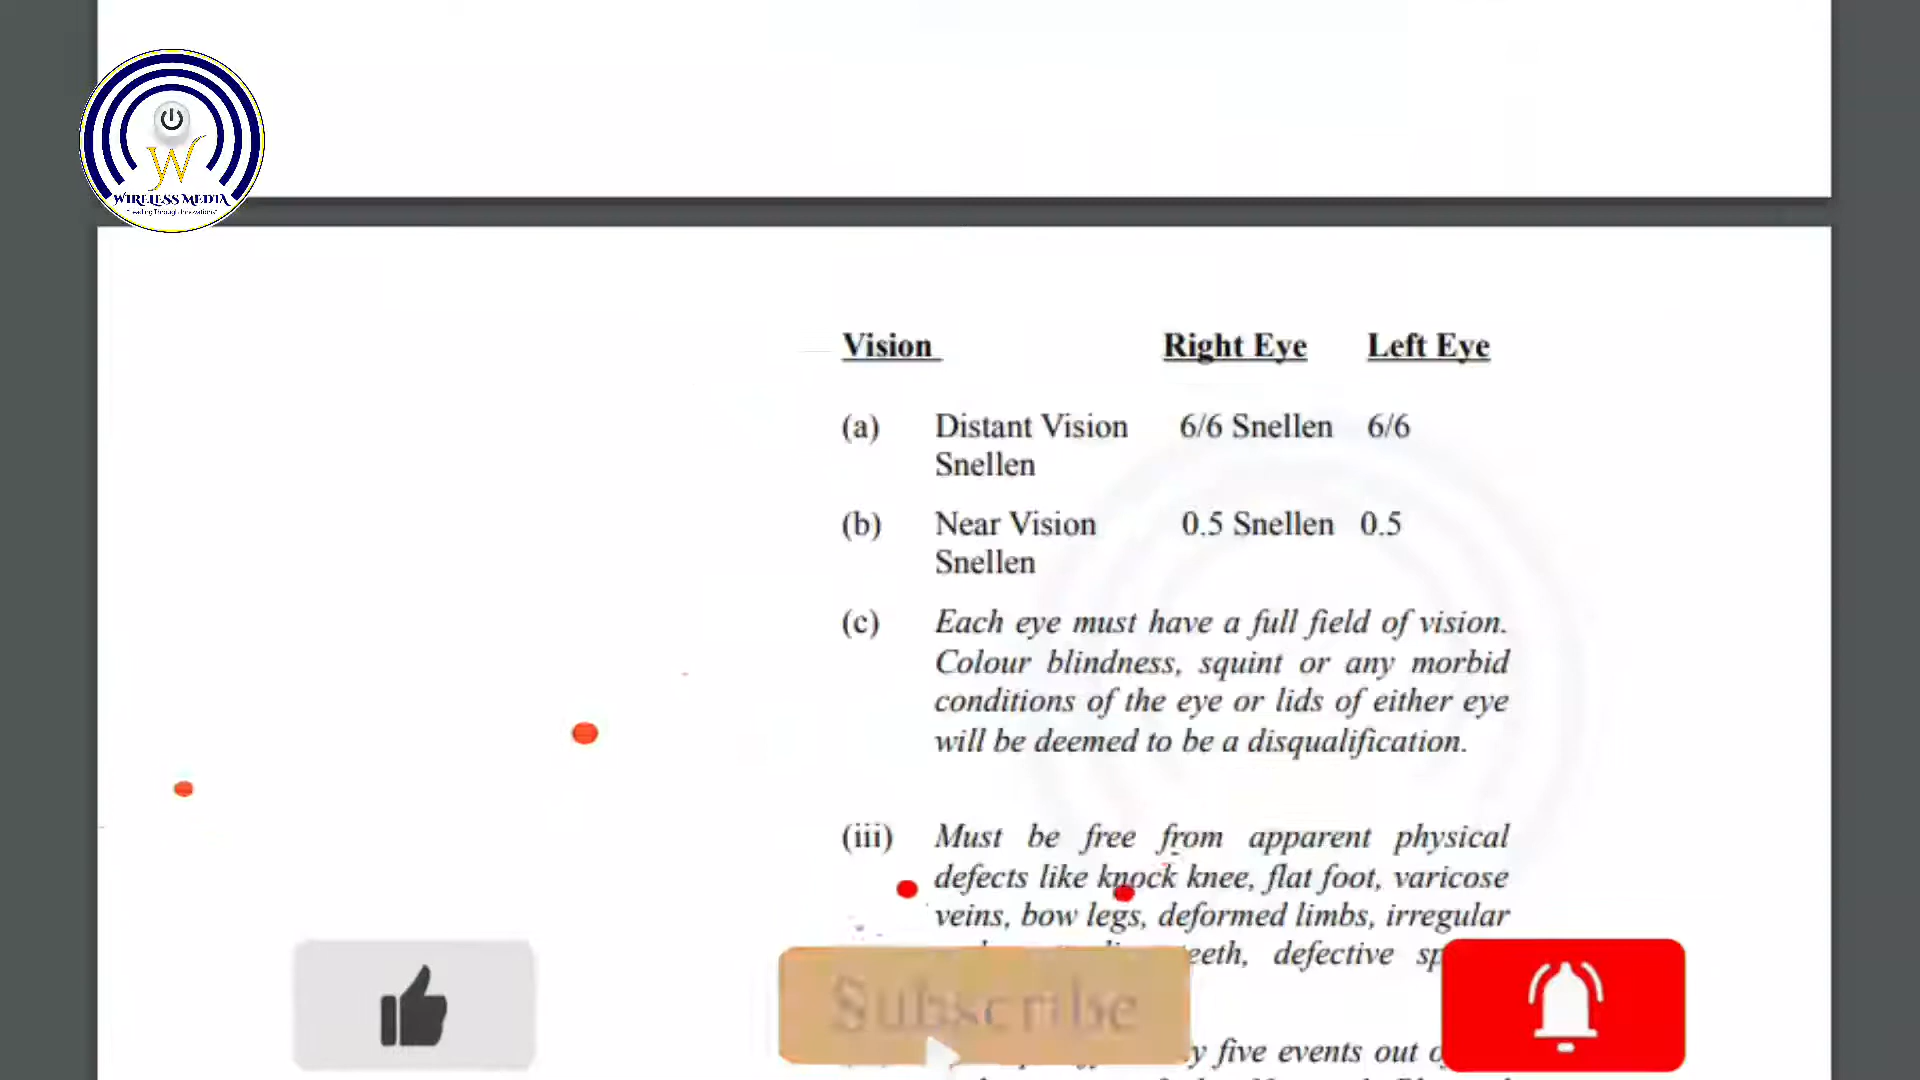 WIRELESS MEDIA
"Leading Through Innovations"
Vision Right Eye Left Eye
(a) Distant Vision 6/6 Snellen 6/6
Snellen
(b) Near Vision 0.5 Snellen 0.5
Snellen
(c) Each eye must have a full field of vision.
Colour blindness, squint or any morbid
conditions of the eye or lids of either eye
will be deemed to be a disqualification.
(iii) Must be free from apparent physical
defects like knock knee, flat foot, varicose
veins, bow legs, deformed limbs, irregular
teeth, defective
Subscribe
five events out